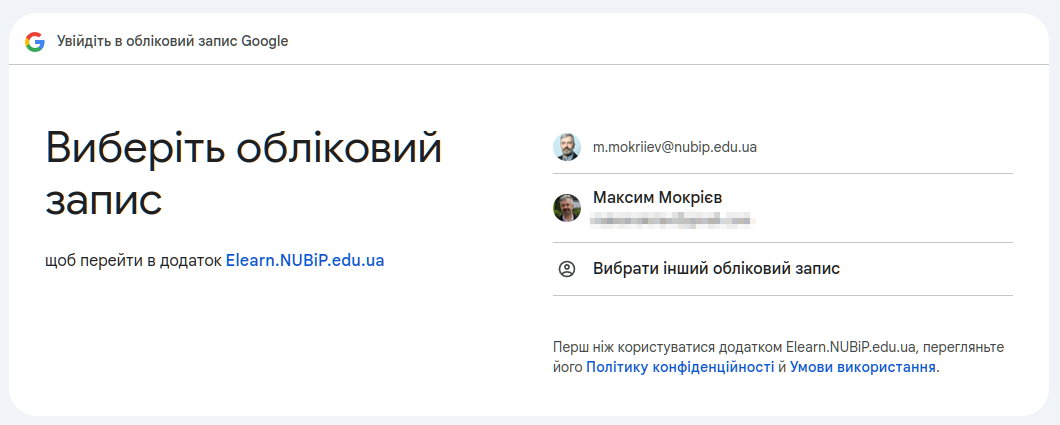 Увійдіть в обліковий запис Google
Виберіть обліковий
запис
щоб перейти в додаток Elearn.NUBiP.edu.ua
m.mokriiev@nubip.edu.ua
Максим Мокрієв
Вибрати інший обліковий запис
Перш ніж користуватися додатком Elearn.NUBiP.edu.ua, перегляньте
його Політику конфіденційності й Умови використання.